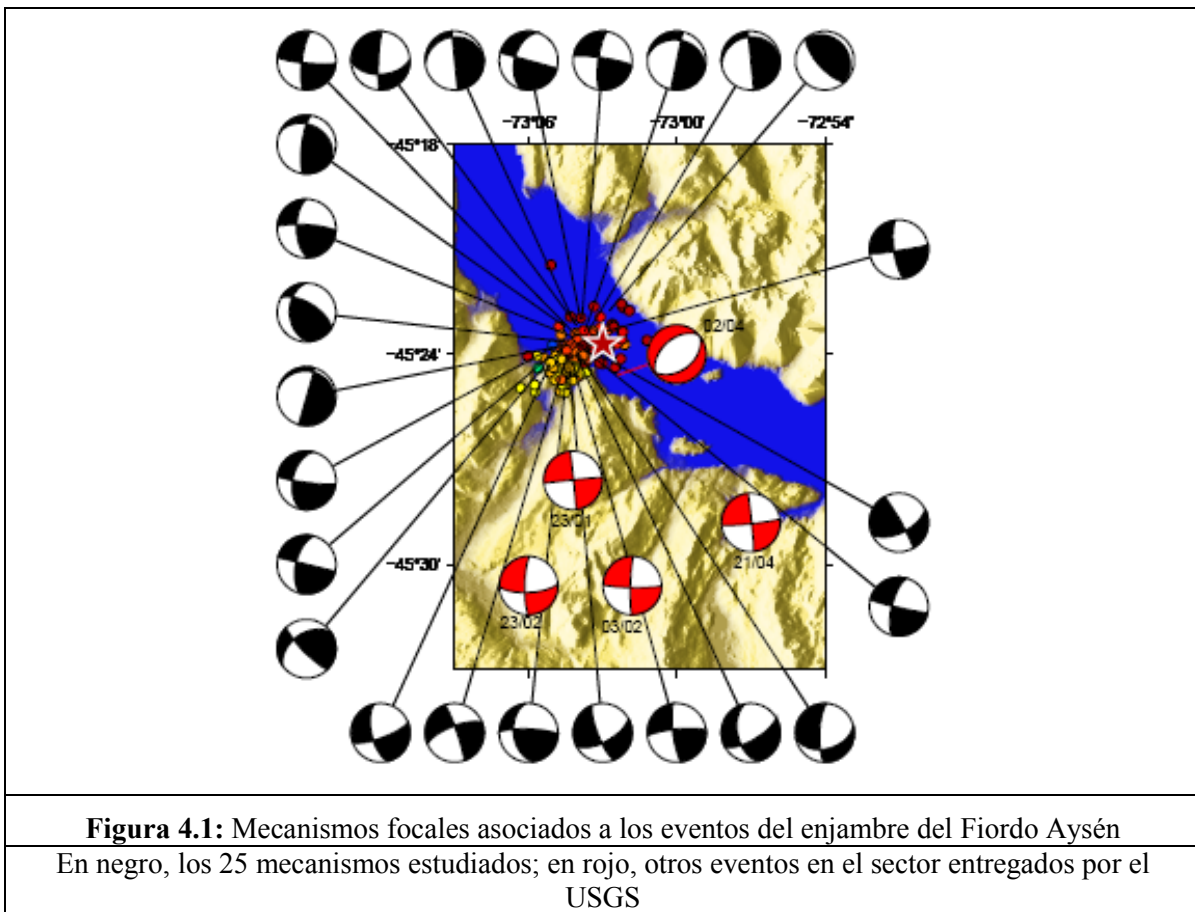 −73°06' −73°00' −72°54'
−45°18'
02/04
−45°24'
23/01
21/04
−45°30'
23/02 03/02
Figura 4.1: Mecanismos focales asociados a los eventos del enjambre del Fiordo Aysén
En negro, los 25 mecanismos estudiados; en rojo, otros eventos en el sector entregados por el
USGS